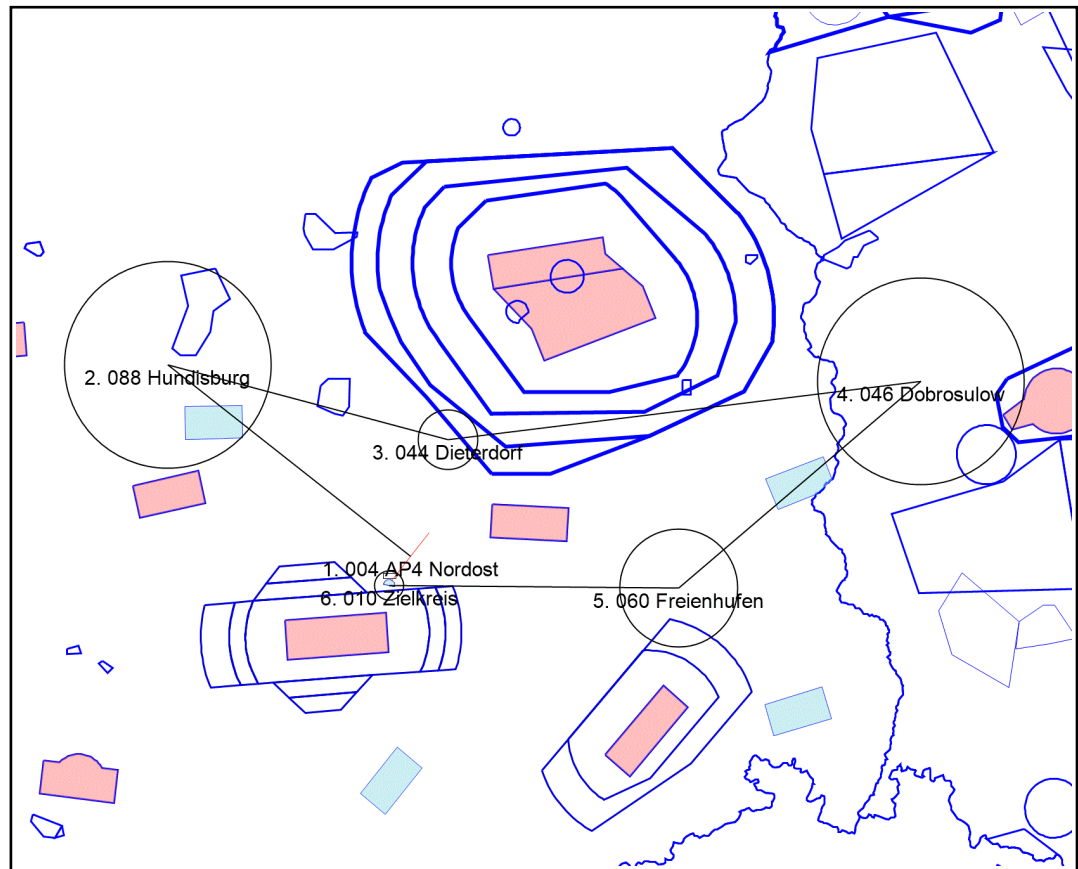 2. 088 Hundisburg
4. 046 Dobrosulow
3. 044 Dieterdorf
1. 004 AP4 Nordost
6. 010 Zielkreis
5. 060 Freienhufen